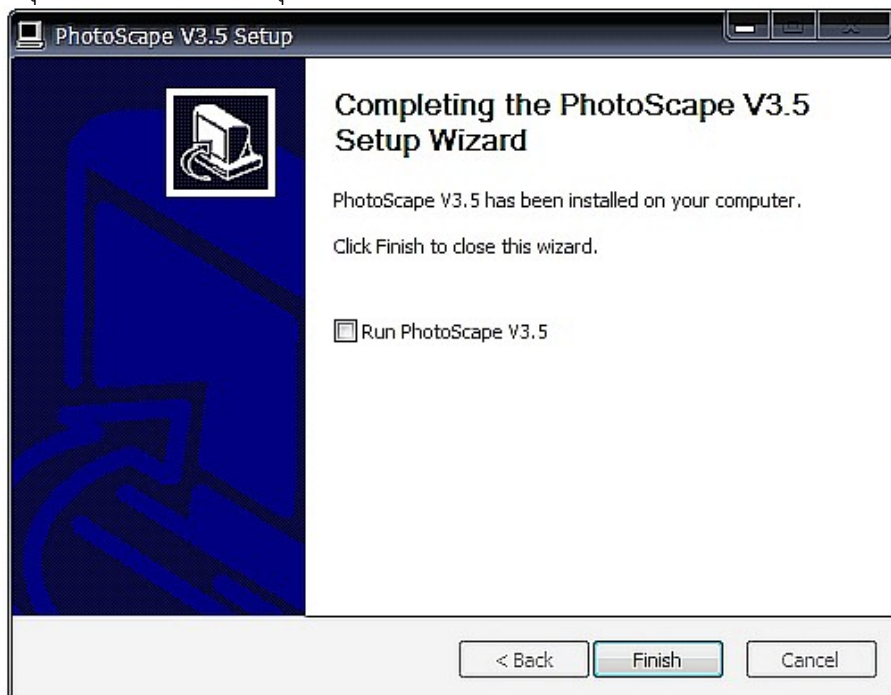 PhotoScape V3.5 Setup
Completing the PhotoScape V3.5
Setup Wizard
PhotoScape V3.5 has been installed on your computer.
Click Finish to close this wizard.
Run PhotoScape V3.5
< Back
Finish
Cancel